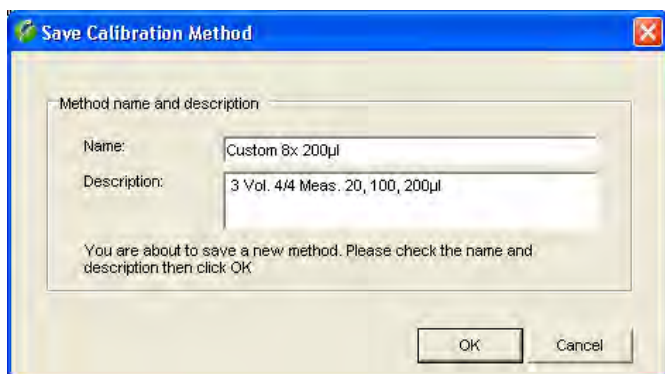 Save Calibration Method
Method name and description
Name:
Custom 8x 200µl
Description:
3 Vol. 4/4 Meas. 20, 100, 200µl
You are about to save a new method. Please check the name and
description then click OK
OK
Cancel